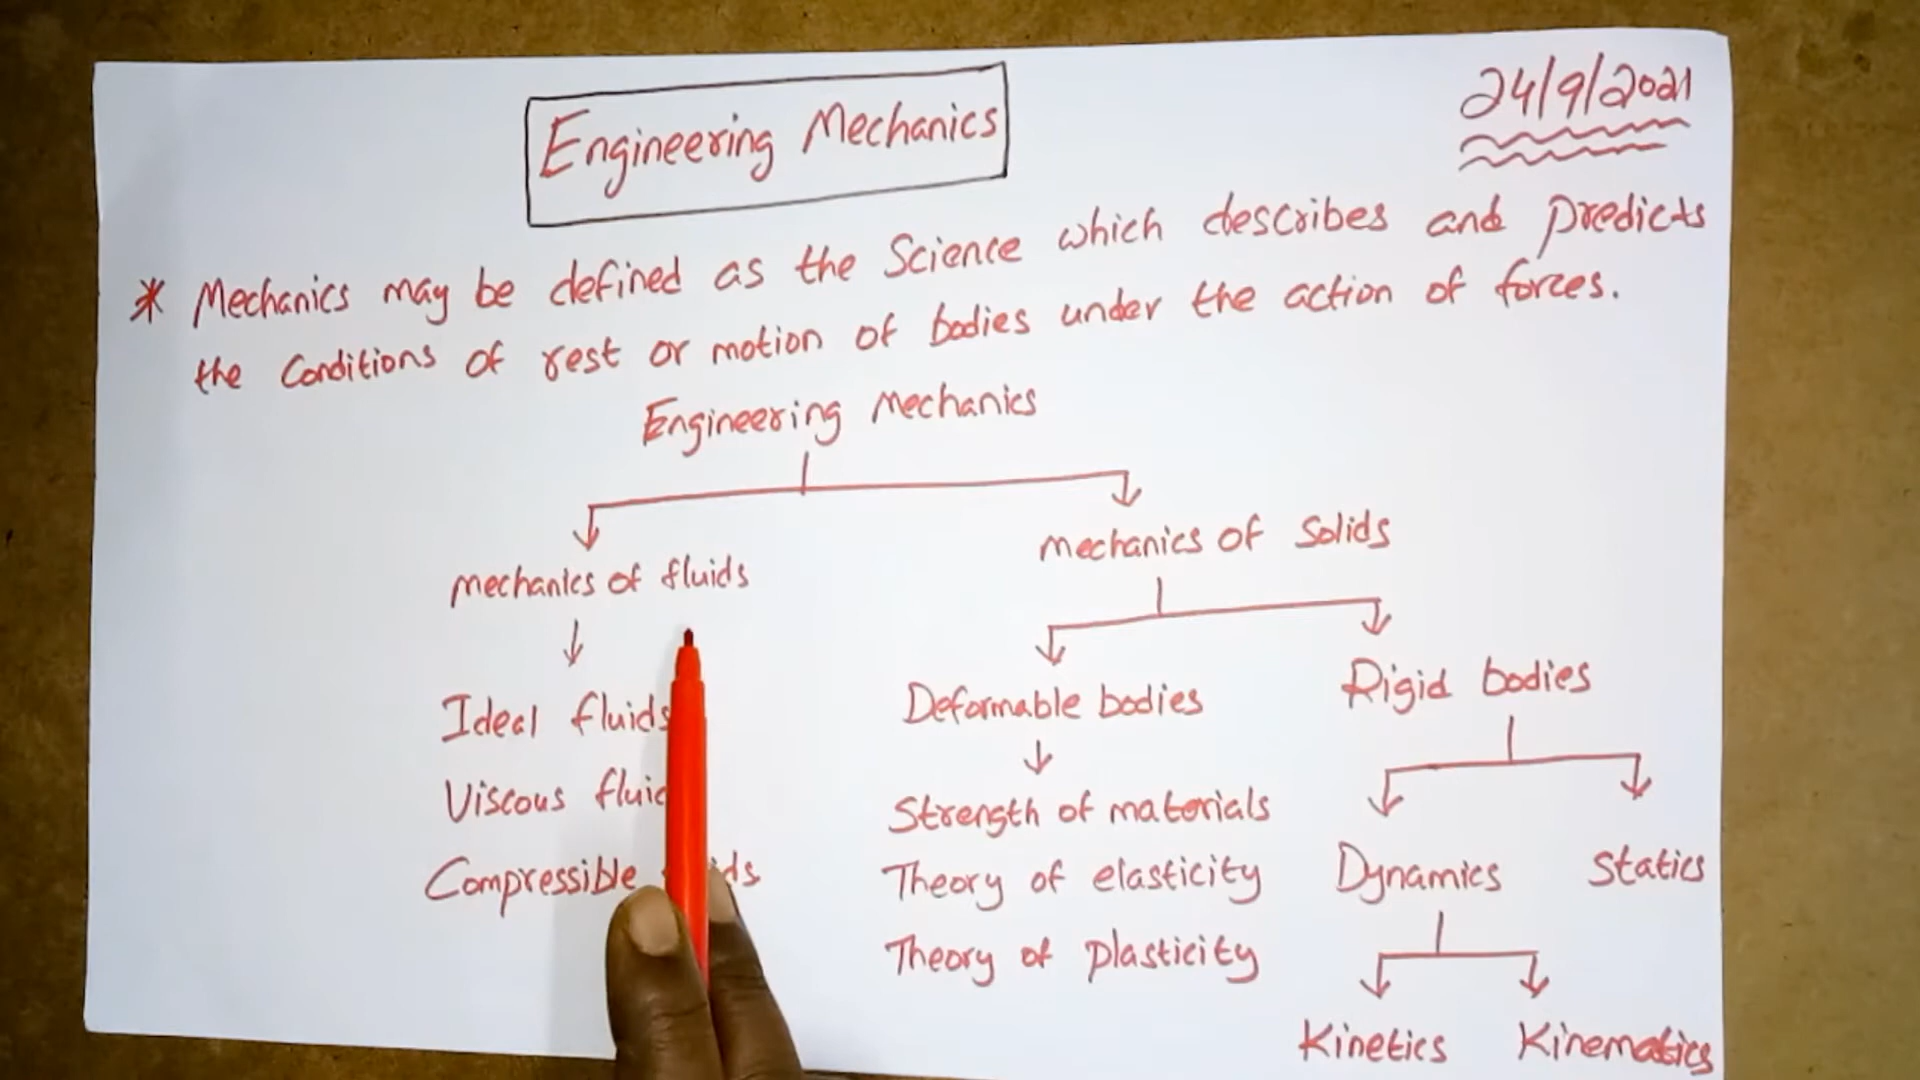 Engineering Mechanics
24/9/2021
* Mechanics may be defined as the Science which describes and predicts
the conditions of rest or motion of bodies under the action of forces.
Engineering Mechanics
mechanics of fluids
mechanics of solids
Ideal fluids
Viscous
Compressible
Deformable bodies
Rigid bodies
Strength of materials
Theory of elasticity
Theory of plasticity
Dynamics
Statics
Kinetics
Kinematics